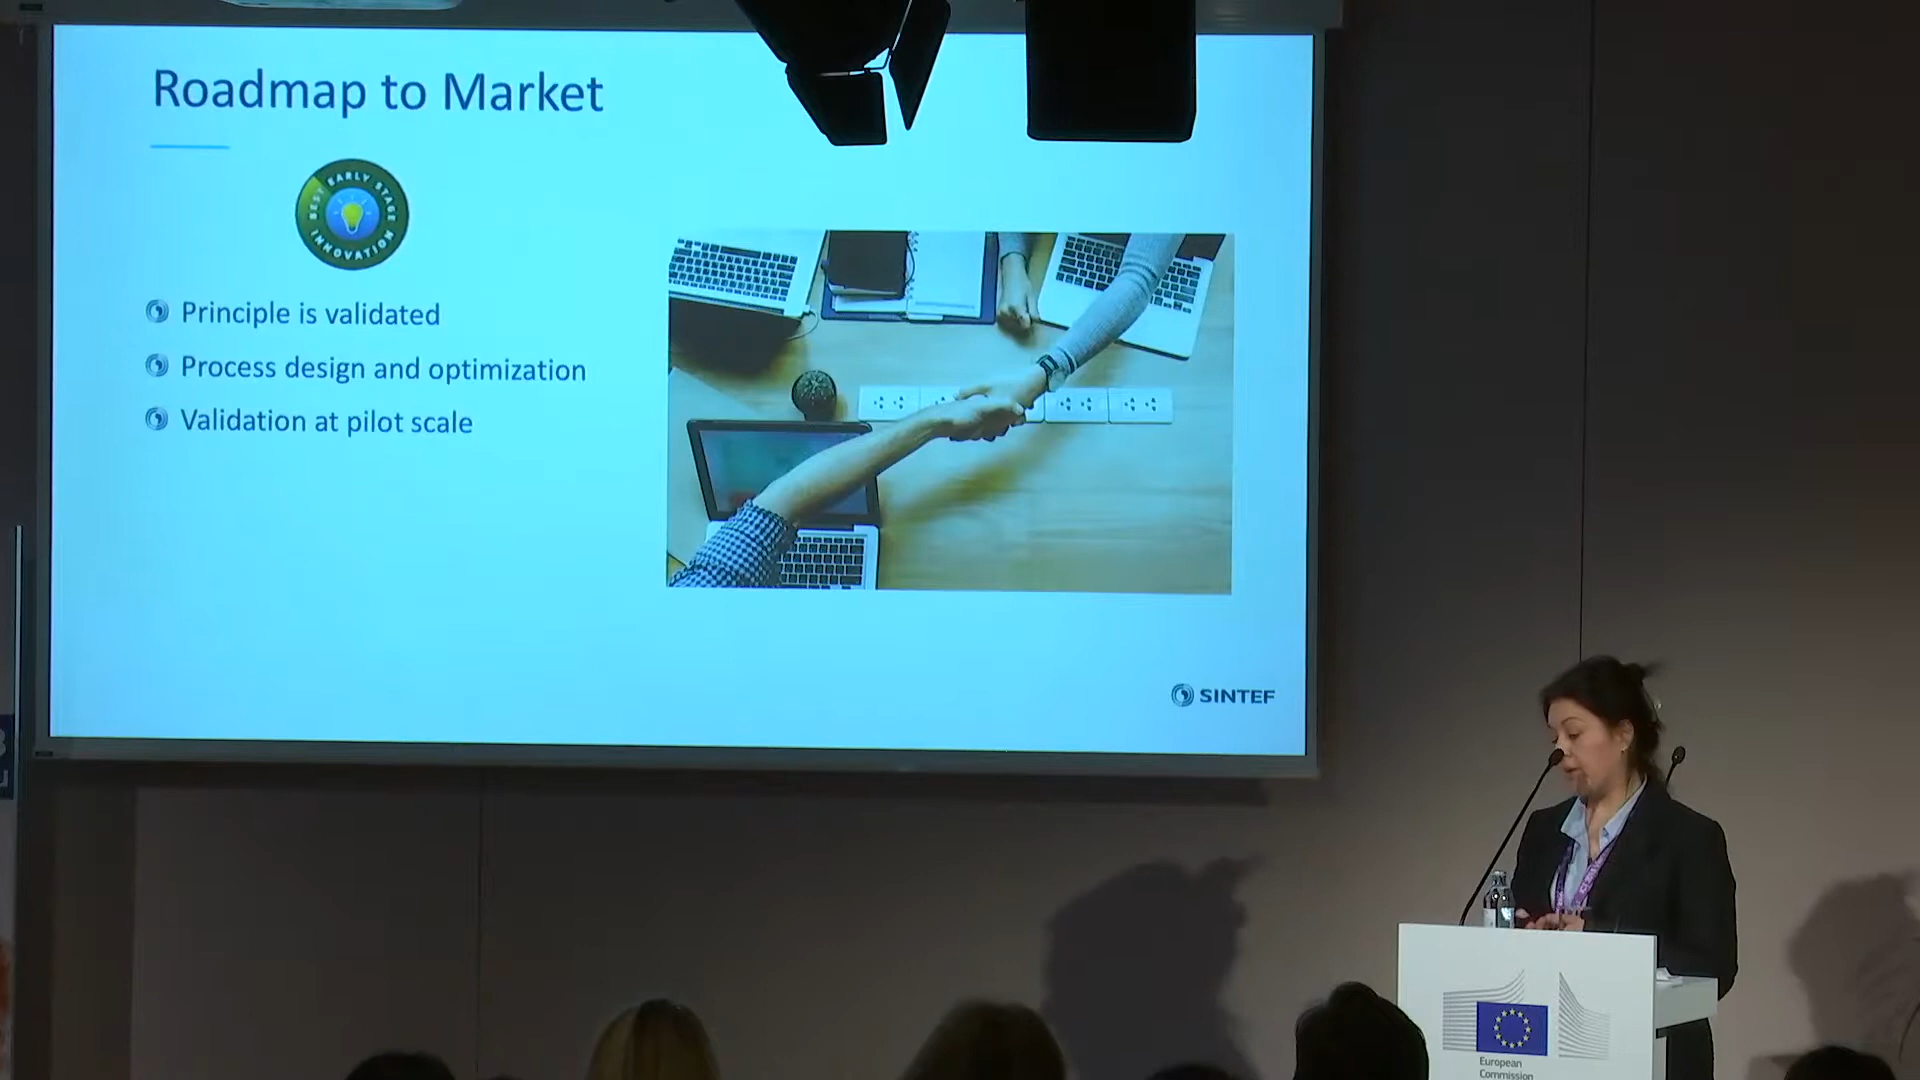 Roadmap to Market
BEST EARLY STAGE INNOVATION
Principle is validated
Process design and optimization
Validation at pilot scale
SINTEF
European
Commission